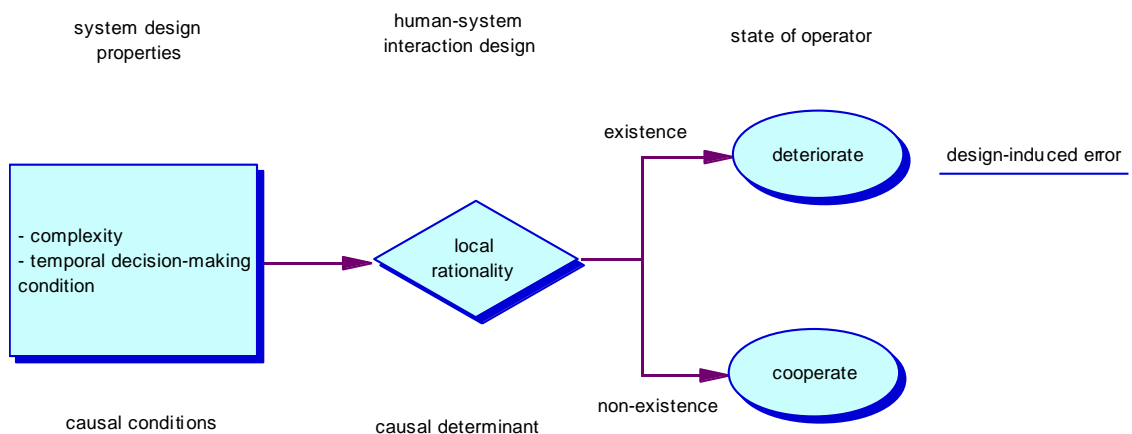 system design
properties
human-system
interaction design
state of operator
existence
deteriorate
design-induced error
- complexity
- temporal decision-making
condition
local
rationality
cooperate
non-existence
causal conditions
causal determinant